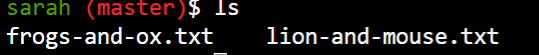 sarah (master)$ ls
frogs-and-ox.txt    lion-and-mouse.txt